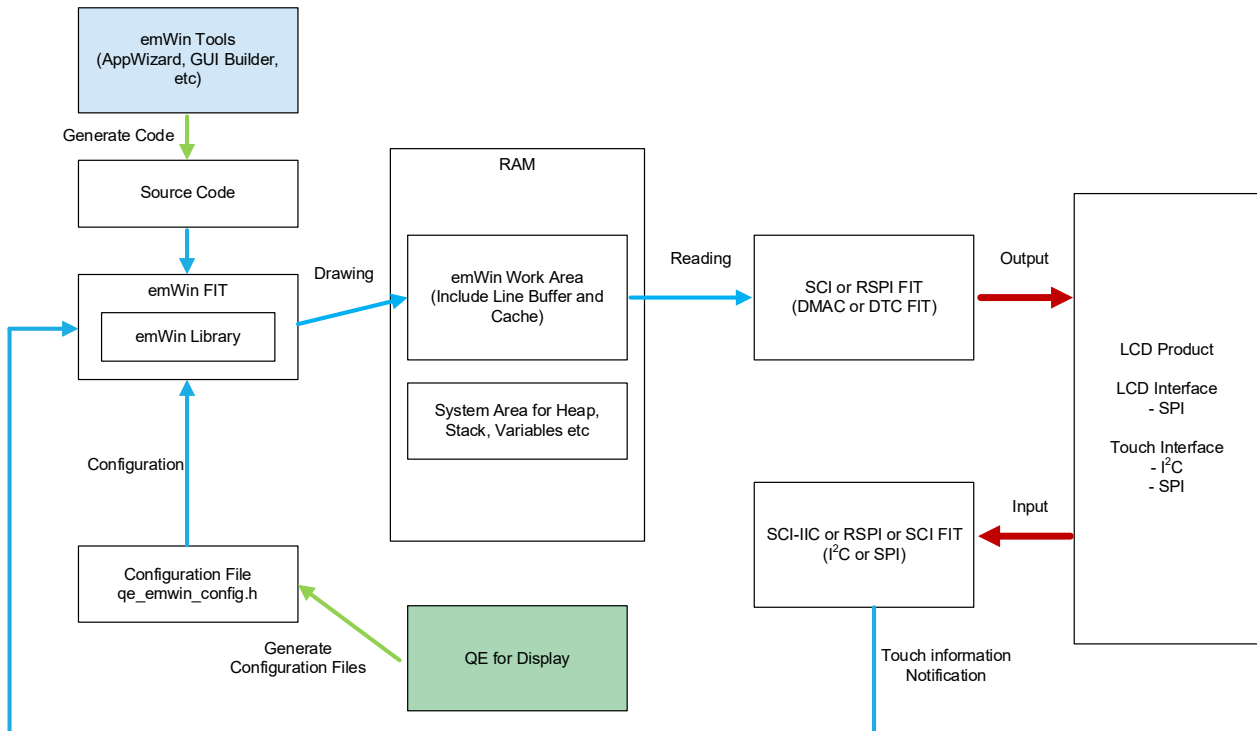 emWin Tools
(AppWizard, GUI Builder,
etc)
Generate Code
Source Code
emWin FIT
emWin Library
Configuration
Configuration File
qe_emwin_config.h
Generate
Configuration Files
QE for Display
Drawing
RAM
emWin Work Area
(Include Line Buffer and
Cache)
System Area for Heap,
Stack, Variables etc
Reading
SCI or RSPI FIT
(DMAC or DTC FIT)
Output
LCD Product
LCD Interface
- SPI
Touch Interface
- I²C
- SPI
Input
SCI-IIC or RSPI or SCI FIT
(I²C or SPI)
Touch information
Notification